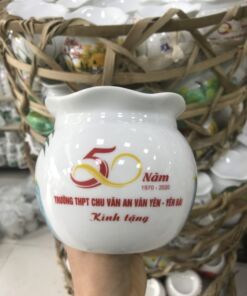 50 Năm
1970 - 2020
TRƯỜNG THPT CHU VĂN AN VĂN YÊN - YÊN BÁI
Kính tặng